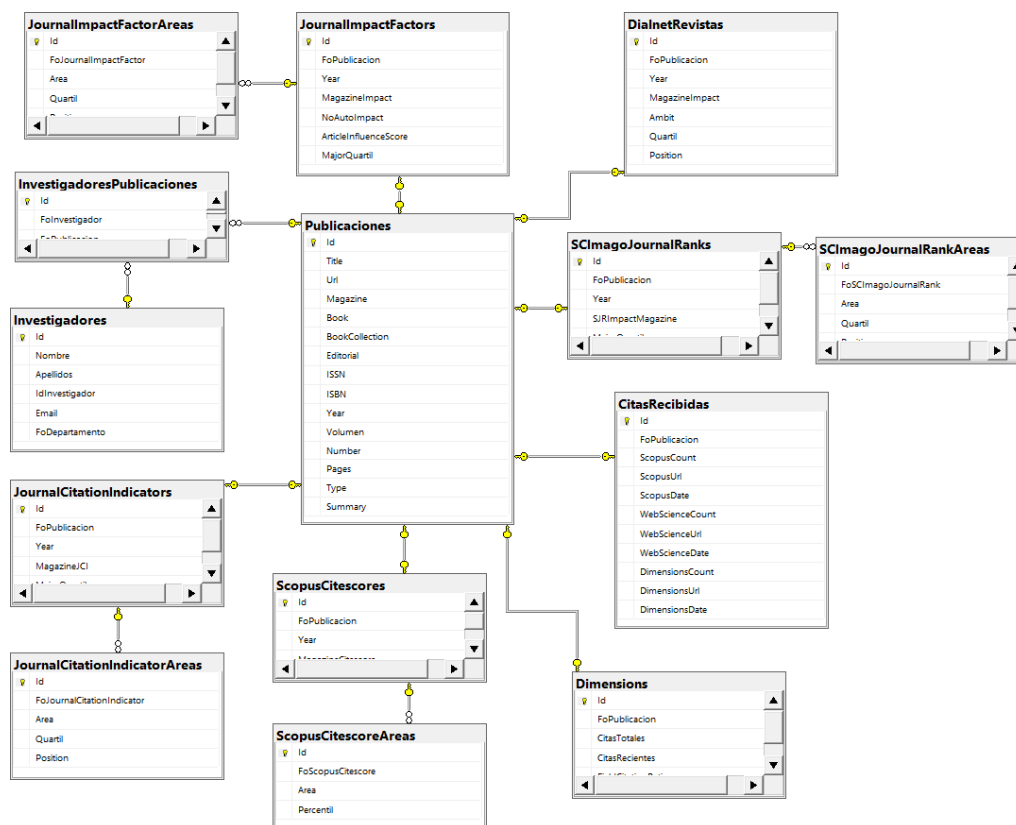 JournalImpactFactorAreas
Id
FoJournalImpactFactor
Area
Quartil
JournalImpactFactors
Id
FoPublicacion
Year
MagazineImpact
NoAutoImpact
ArticleInfluenceScore
MajorQuartil
DialnetRevistas
Id
FoPublicacion
Year
MagazineImpact
Ambit
Quartil
Position
InvestigadoresPublicaciones
Id
FoInvestigador
FoPublicacion
Publicaciones
Id
Title
Url
Magazine
Book
BookCollection
Editorial
ISSN
ISBN
Year
Volumen
Number
Pages
Type
Summary
SCImagoJournalRanks
Id
FoPublicacion
Year
SJRImpactMagazine
SCImagoJournalRankAreas
Id
FoSCImagoJournalRank
Area
Quartil
Investigadores
Id
Nombre
Apellidos
IdInvestigador
Email
FoDepartamento
CitasRecibidas
Id
FoPublicacion
ScopusCount
ScopusUrl
ScopusDate
WebScienceCount
WebScienceUrl
WebScienceDate
DimensionsCount
DimensionsUrl
DimensionsDate
JournalCitationIndicators
Id
FoPublicacion
Year
MagazineJCI
JournalCitationIndicatorAreas
Id
FoJournalCitationIndicator
Area
Quartil
Position
ScopusCitescores
Id
FoPublicacion
Year
MagazineCitescore
ScopusCitescoreAreas
Id
FoScopusCitescore
Area
Percentil
Dimensions
Id
FoPublicacion
CitasTotales
CitasRecientes